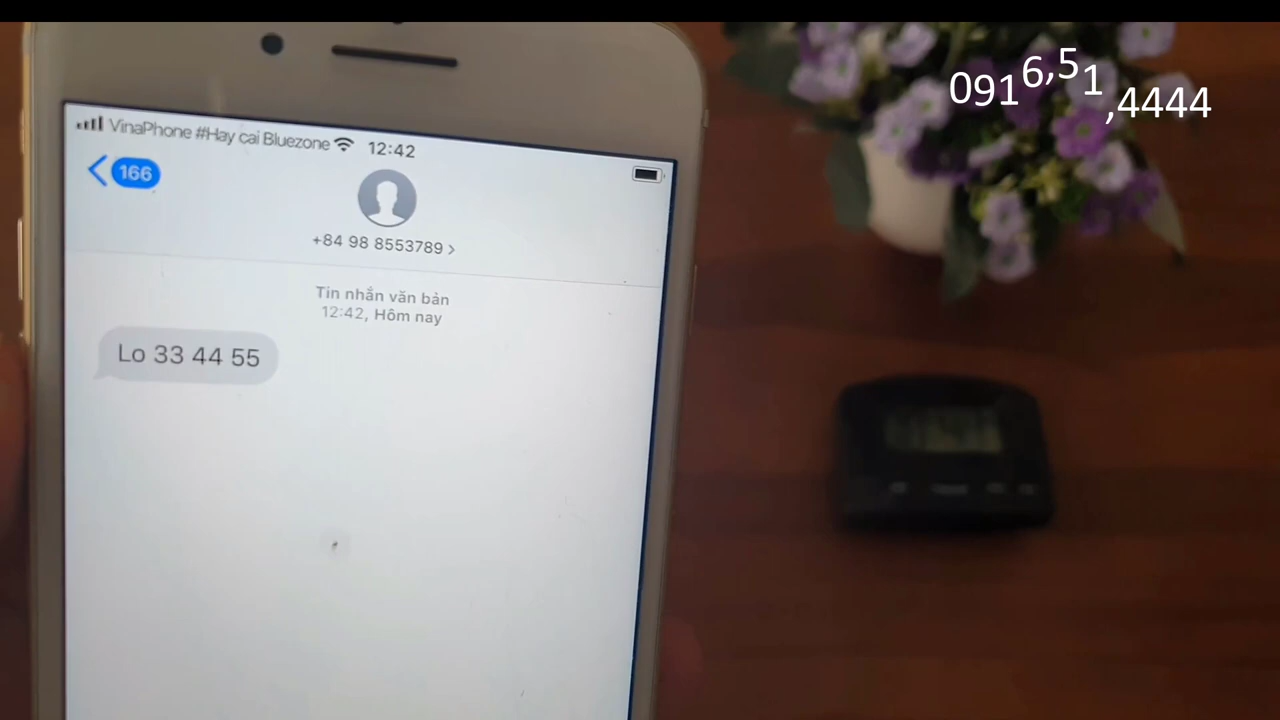 0916,51,4444
VinaPhone #Hay cai Bluezone 12:42
166
+84 98 8553789 >
Tin nhắn văn bản
12:42, Hôm nay
Lo 33 44 55